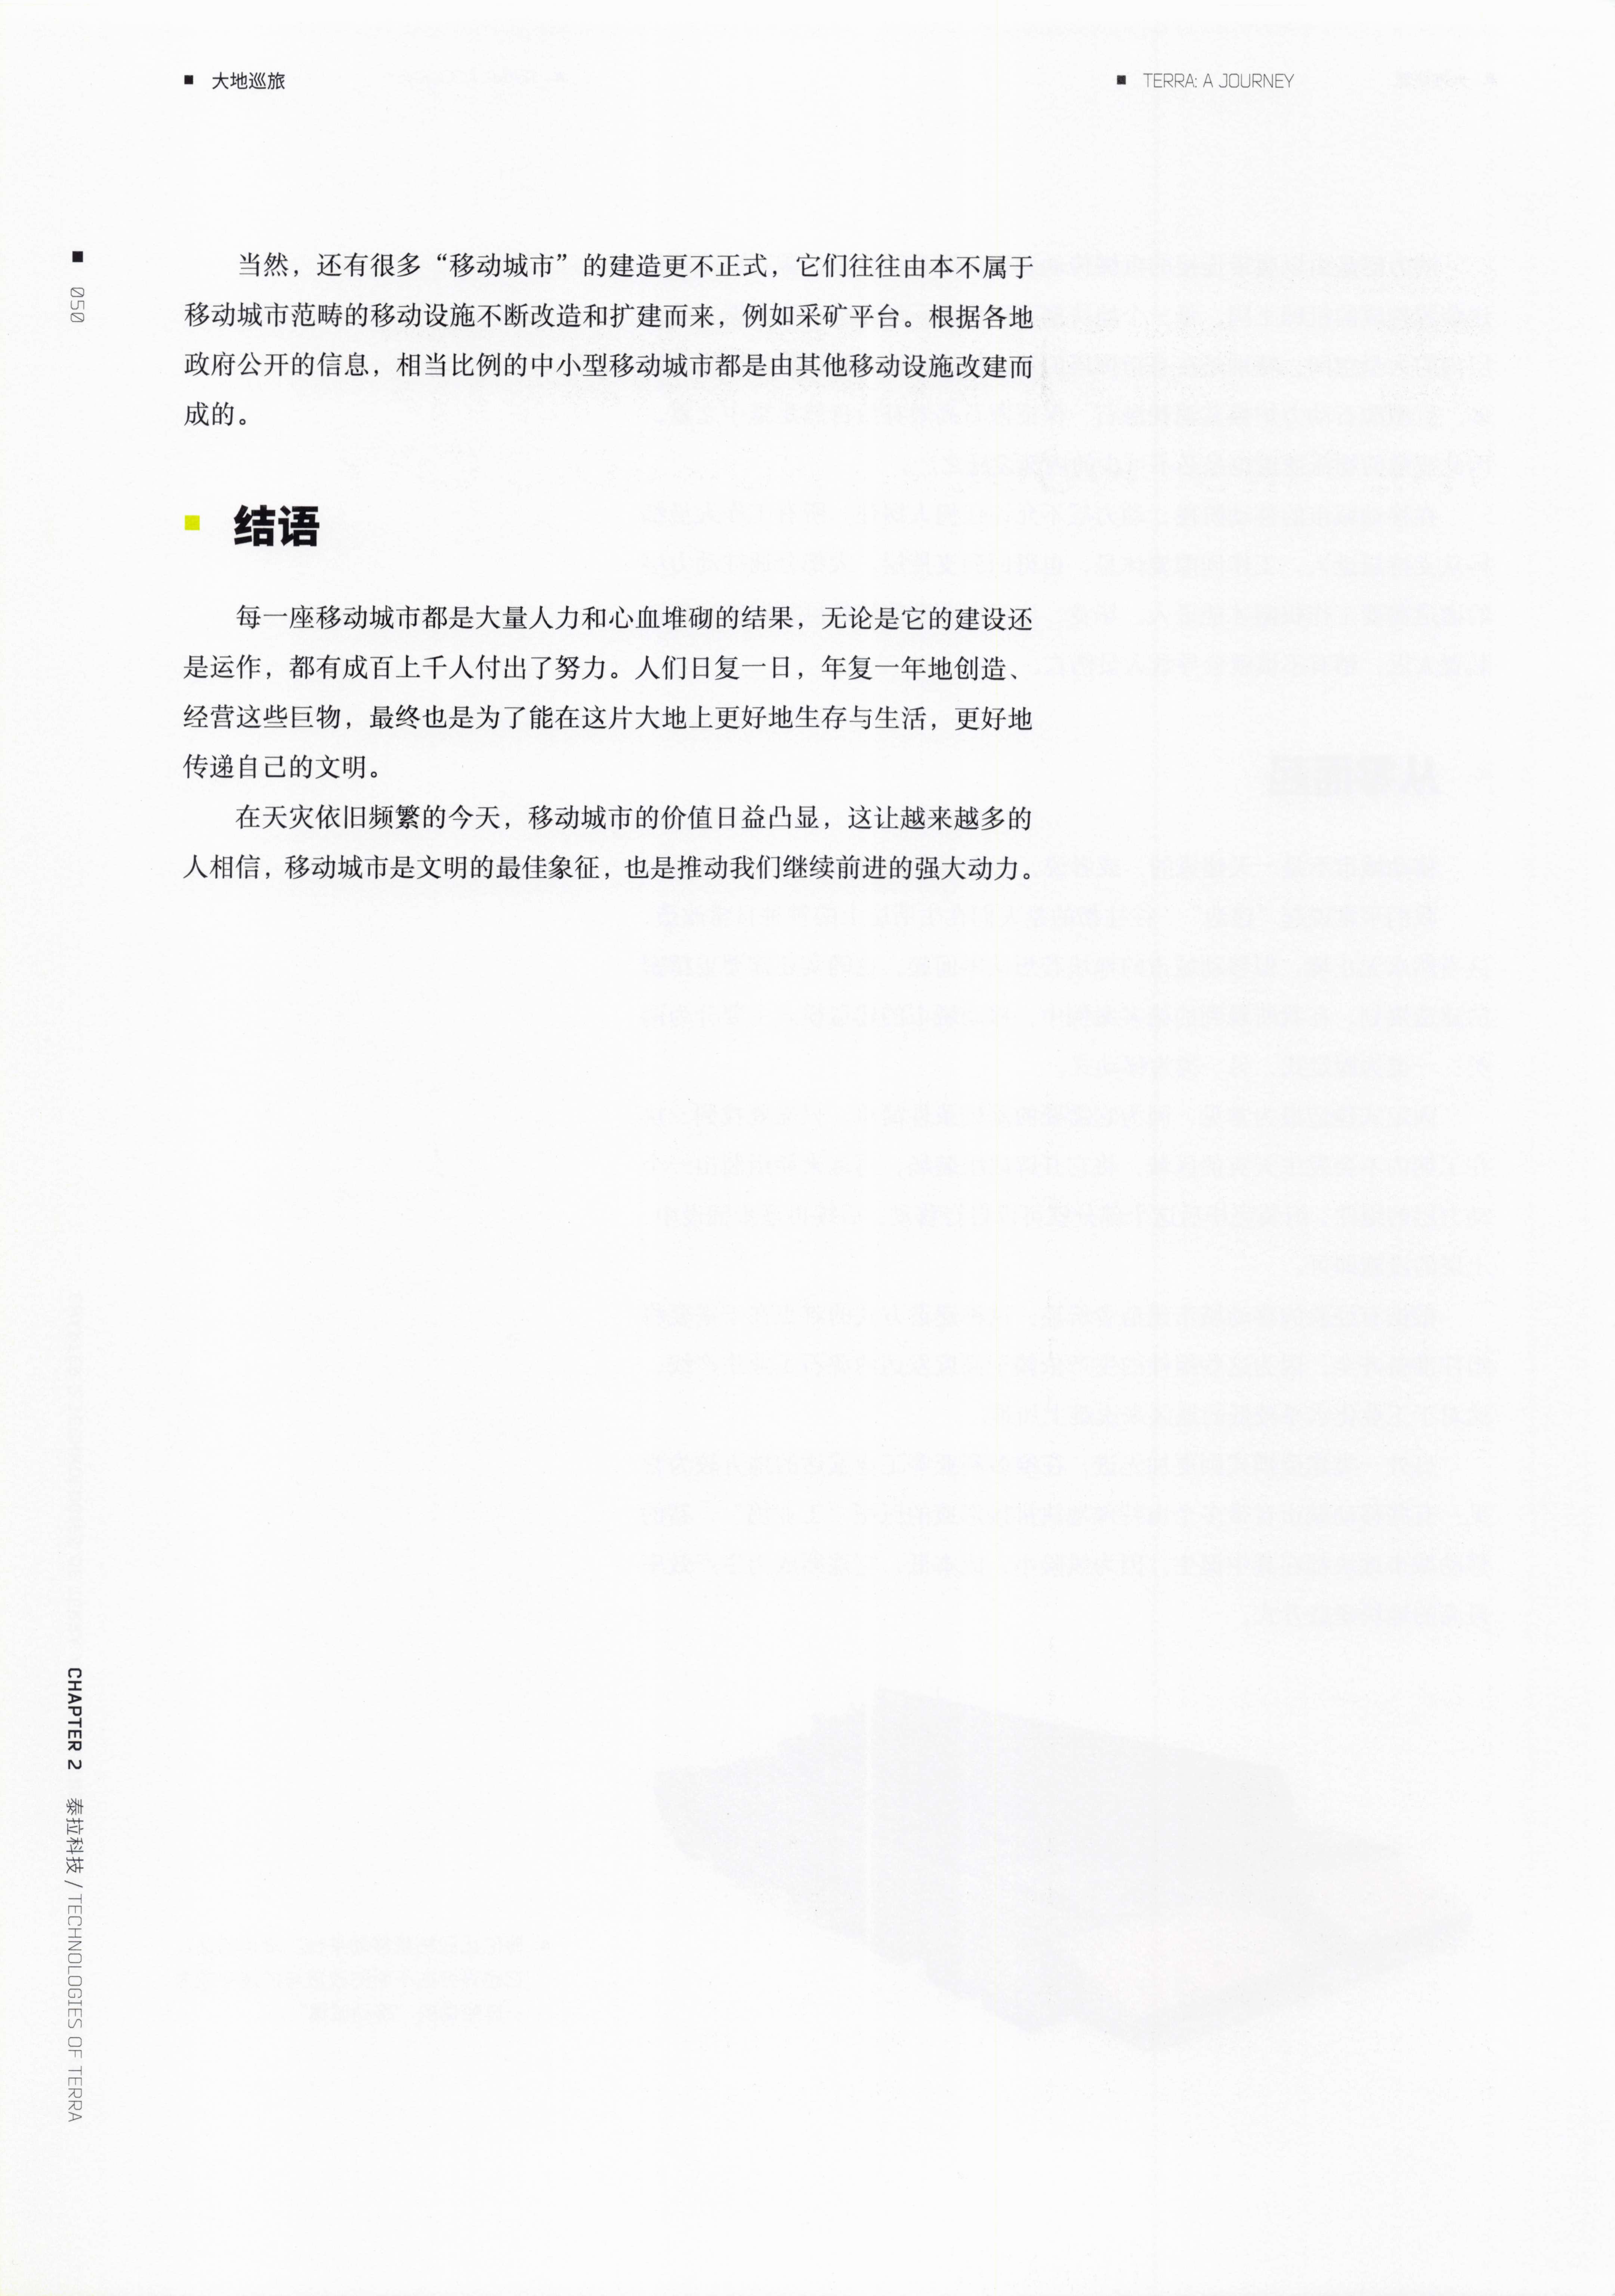 大地巡旅
TERRA: A JOURNEY
050
当然，还有很多“移动城市”的建造更不正式，它们往往由本不属于
移动城市范畴的移动设施不断改造和扩建而来，例如采矿平台。根据各地
政府公开的信息，相当比例的中小型移动城市都是由其他移动设施改建而
成的。
结语
每一座移动城市都是大量人力和心血堆砌的结果，无论是它的建设还
是运作，都有成百上千人付出了努力。人们日复一日，年复一年地创造、
经营这些巨物，最终也是为了能在这片大地上更好地生存与生活，更好地
传递自己的文明。
在天灾依旧频繁的今天，移动城市的价值日益凸显，这让越来越多的
人相信，移动城市是文明的最佳象征，也是推动我们继续前进的强大动力。
CHAPTER 2 泰拉科技 / TECHNOLOGIES OF TERRA